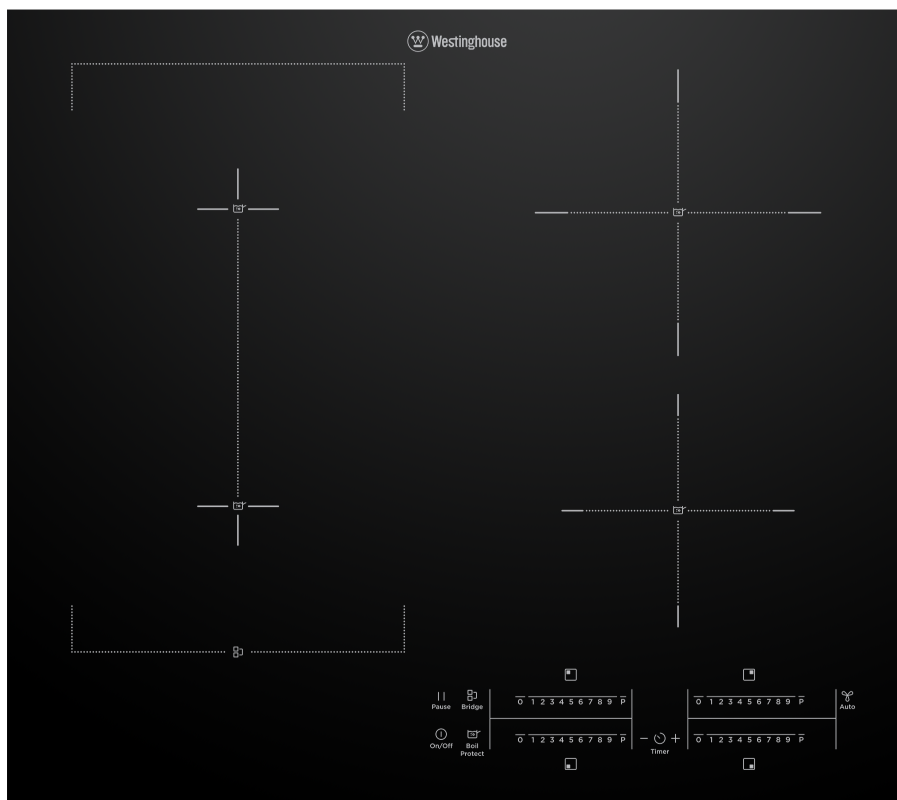 Westinghouse
Pause
Bridge
0 1 2 3 4 5 6 7 8 9 P
0 1 2 3 4 5 6 7 8 9 P
Auto
On/Off
Boil
Protect
0 1 2 3 4 5 6 7 8 9 P
− +
Timer
0 1 2 3 4 5 6 7 8 9 P